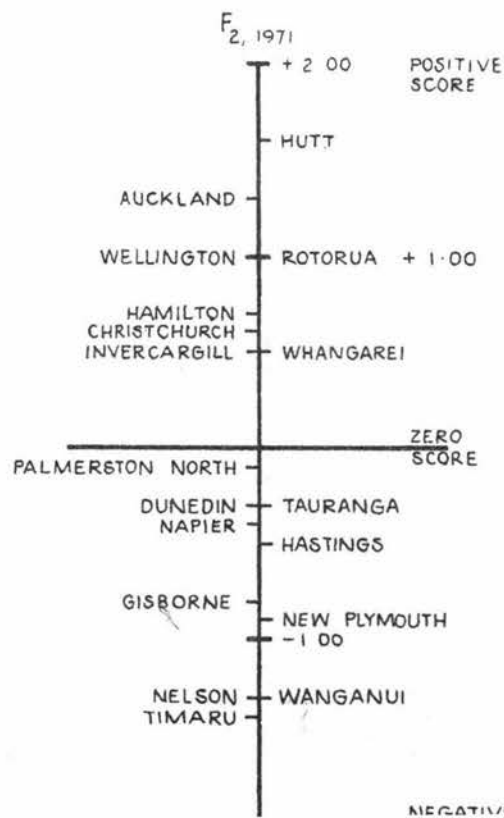 F2, 1971
+ 2 00 POSITIVE
SCORE
HUTT
AUCKLAND
WELLINGTON ROTORUA + 1·00
HAMILTON
CHRISTCHURCH
INVERCARGILL WHANGAREI
ZERO
SCORE
PALMERSTON NORTH
DUNEDIN TAURANGA
NAPIER
HASTINGS
GISBORNE
NEW PLYMOUTH
-1 00
NELSON WANGANUI
TIMARU
NEGATIV